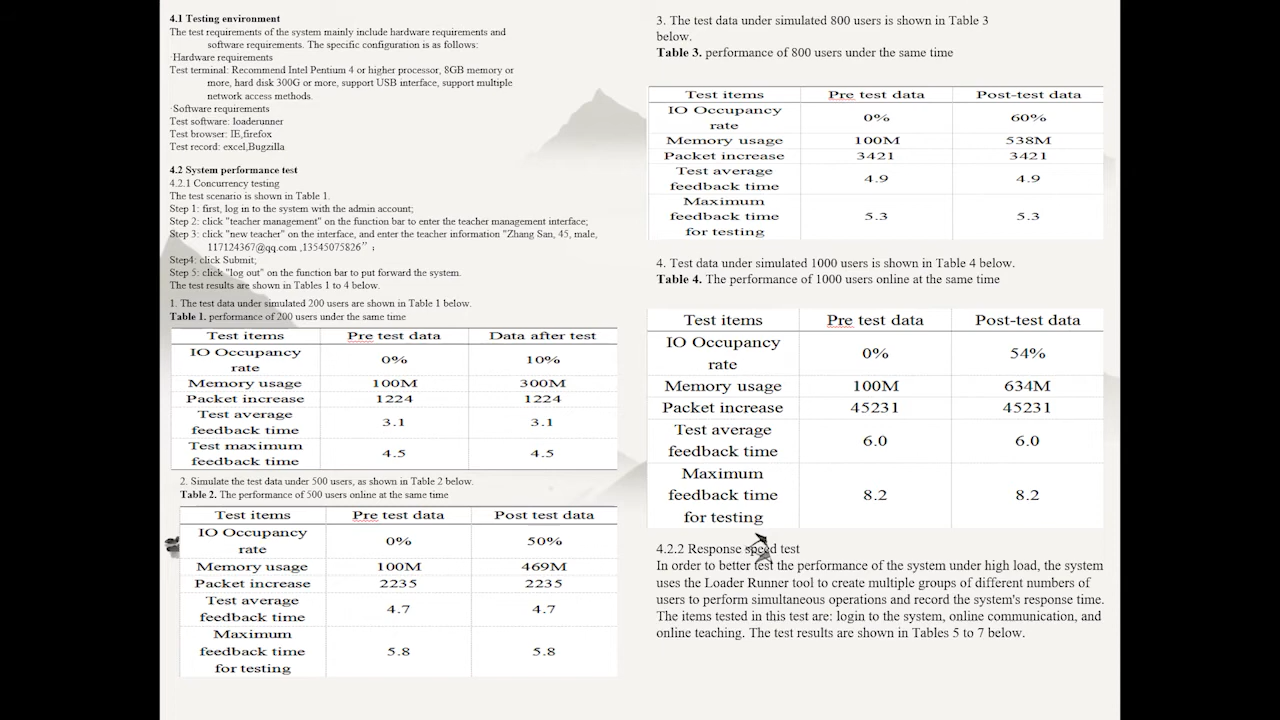 4.1 Testing environment
The test requirements of the system mainly include hardware requirements and
software requirements. The specific configuration is as follows:
·Hardware requirements
Test terminal: Recommend Intel Pentium 4 or higher processor, 8GB memory or
more, hard disk 300G or more, support USB interface, support multiple
network access methods.
·Software requirements
Test software: loaderunner
Test browser: IE,firefox
Test record: excel,Bugzilla
4.2 System performance test
4.2.1 Concurrency testing
The test scenario is shown in Table 1.
Step 1: first, log in to the system with the admin account;
Step 2: click "teacher management" on the function bar to enter the teacher management interface;
Step 3: click "new teacher" on the interface, and enter the teacher information "Zhang San, 45, male,
117124367@qq.com ,13545075826”；
Step4: click Submit;
Step 5: click "log out" on the function bar to put forward the system.
The test results are shown in Tables 1 to 4 below.
1. The test data under simulated 200 users are shown in Table 1 below.
Table 1. performance of 200 users under the same time
Test items Pre test data Data after test
IO Occupancy
rate 0% 10%
Memory usage 100M 300M
Packet increase 1224 1224
Test average
feedback time 3.1 3.1
Test maximum
feedback time 4.5 4.5
2. Simulate the test data under 500 users, as shown in Table 2 below.
Table 2. The performance of 500 users online at the same time
Test items Pre test data Post test data
IO Occupancy
rate 0% 50%
Memory usage 100M 469M
Packet increase 2235 2235
Test average
feedback time 4.7 4.7
Maximum
feedback time 5.8 5.8
for testing
3. The test data under simulated 800 users is shown in Table 3
below.
Table 3. performance of 800 users under the same time
Test items Pre test data Post-test data
IO Occupancy
rate 0% 60%
Memory usage 100M 538M
Packet increase 3421 3421
Test average
feedback time 4.9 4.9
Maximum
feedback time 5.3 5.3
for testing
4. Test data under simulated 1000 users is shown in Table 4 below.
Table 4. The performance of 1000 users online at the same time
Test items Pre test data Post-test data
IO Occupancy
rate 0% 54%
Memory usage 100M 634M
Packet increase 45231 45231
Test average
feedback time 6.0 6.0
Maximum
feedback time 8.2 8.2
for testing
4.2.2 Response speed test
In order to better test the performance of the system under high load, the system
uses the Loader Runner tool to create multiple groups of different numbers of
users to perform simultaneous operations and record the system's response time.
The items tested in this test are: login to the system, online communication, and
online teaching. The test results are shown in Tables 5 to 7 below.